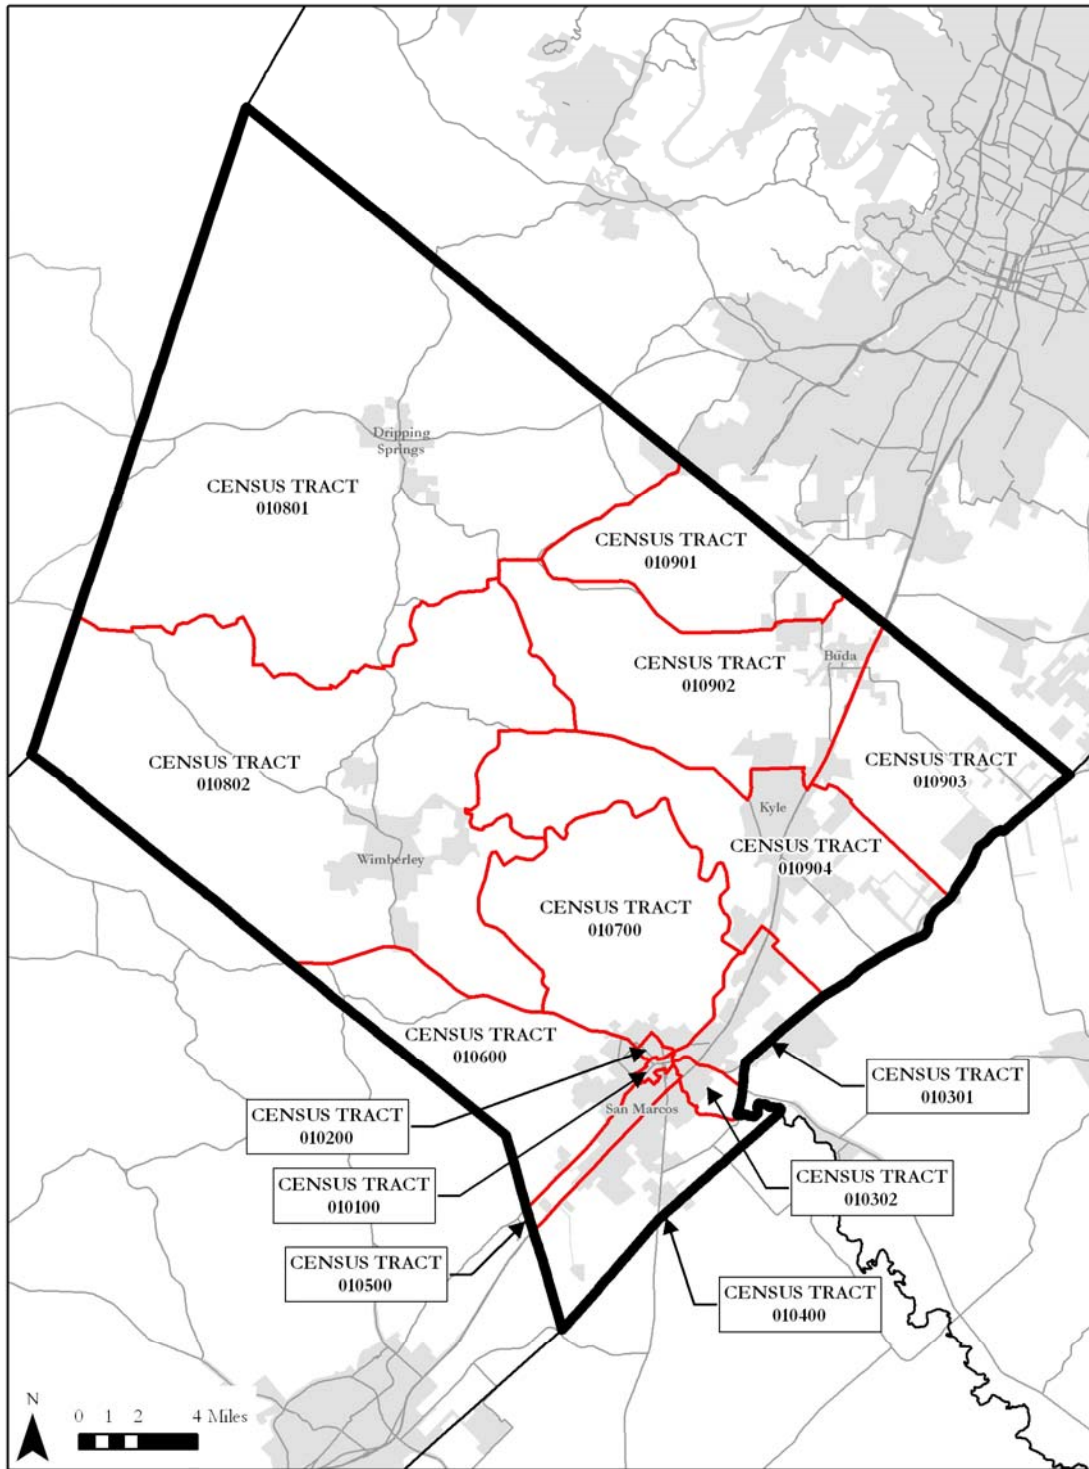 Dripping
Springs
CENSUS TRACT
010801
CENSUS TRACT
010901
CENSUS TRACT
010902
Buda
CENSUS TRACT
010802
CENSUS TRACT
010903
Kyle
Wimberley
CENSUS TRACT
010904
CENSUS TRACT
010700
CENSUS TRACT
010600
CENSUS TRACT
010301
San Marcos
CENSUS TRACT
010200
CENSUS TRACT
010100
CENSUS TRACT
010302
CENSUS TRACT
010500
CENSUS TRACT
010400
N
0 1 2 4 Miles